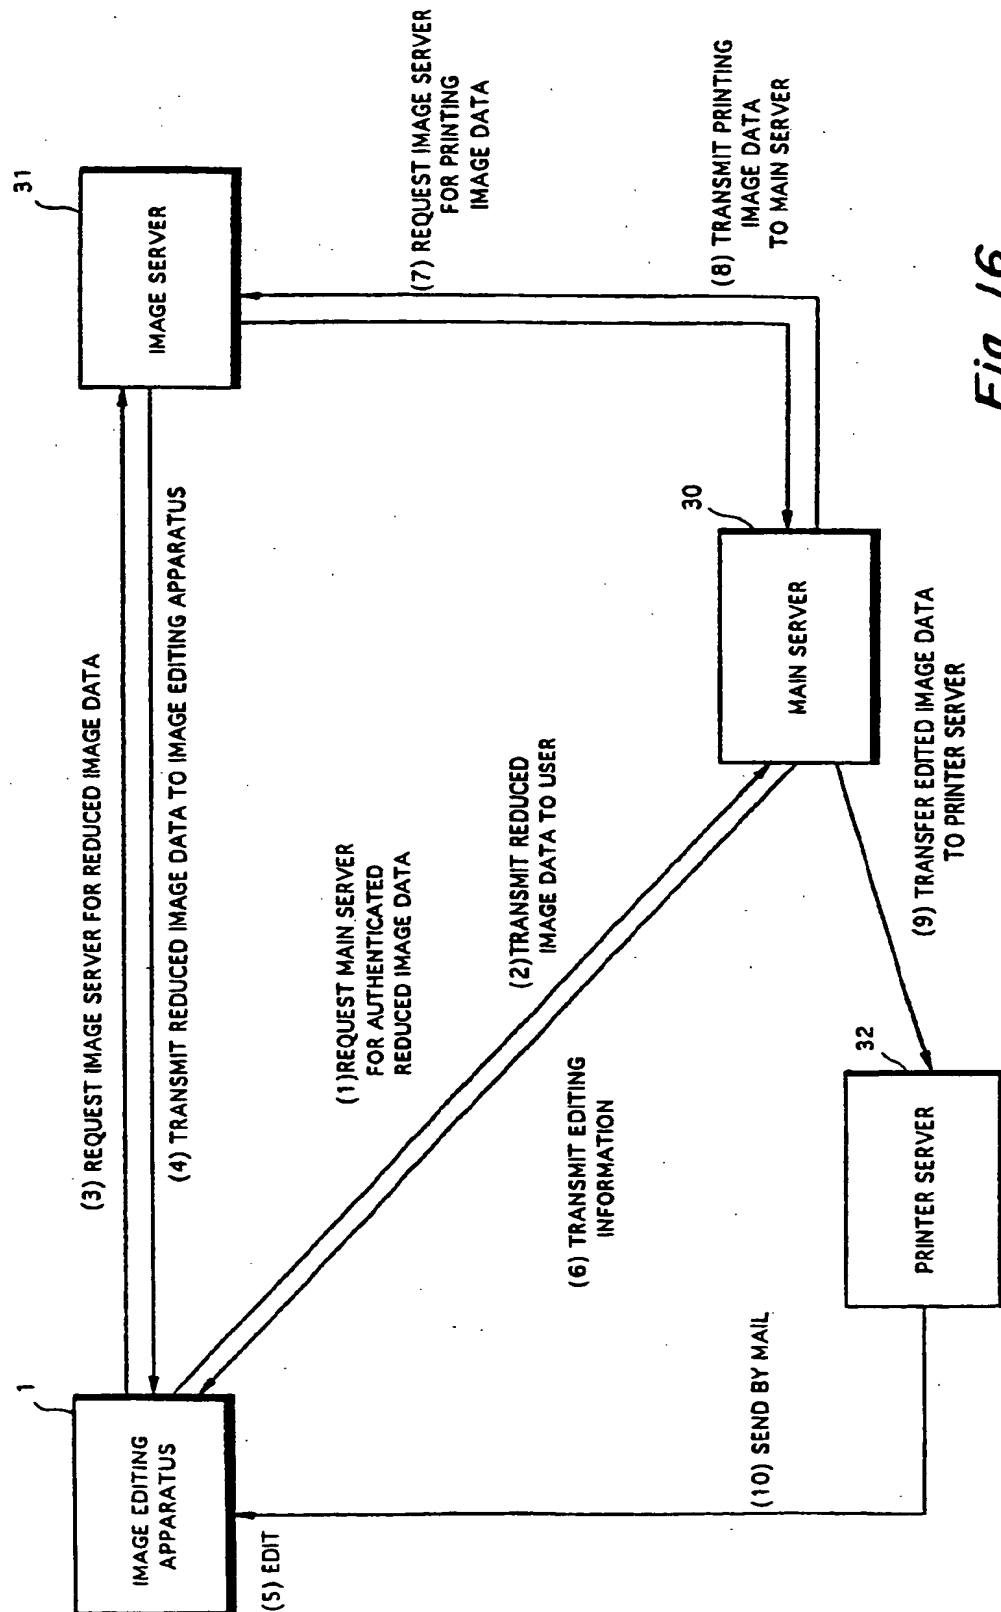 1
IMAGE EDITING
APPARATUS
(5) EDIT
(3) REQUEST IMAGE SERVER FOR REDUCED IMAGE DATA
(4) TRANSMIT REDUCED IMAGE DATA TO IMAGE EDITING APPARATUS
31
IMAGE SERVER
(1)REQUEST MAIN SERVER
FOR AUTHENTICATED
REDUCED IMAGE DATA
(2)TRANSMIT REDUCED
IMAGE DATA TO USER
(6) TRANSMIT EDITING
INFORMATION
(7) REQUEST IMAGE SERVER
FOR PRINTING
IMAGE DATA
(8) TRANSMIT PRINTING
IMAGE DATA
TO MAIN SERVER
30
MAIN SERVER
(9) TRANSFER EDITED IMAGE DATA
TO PRINTER SERVER
32
PRINTER SERVER
(10) SEND BY MAIL
Fig. 16